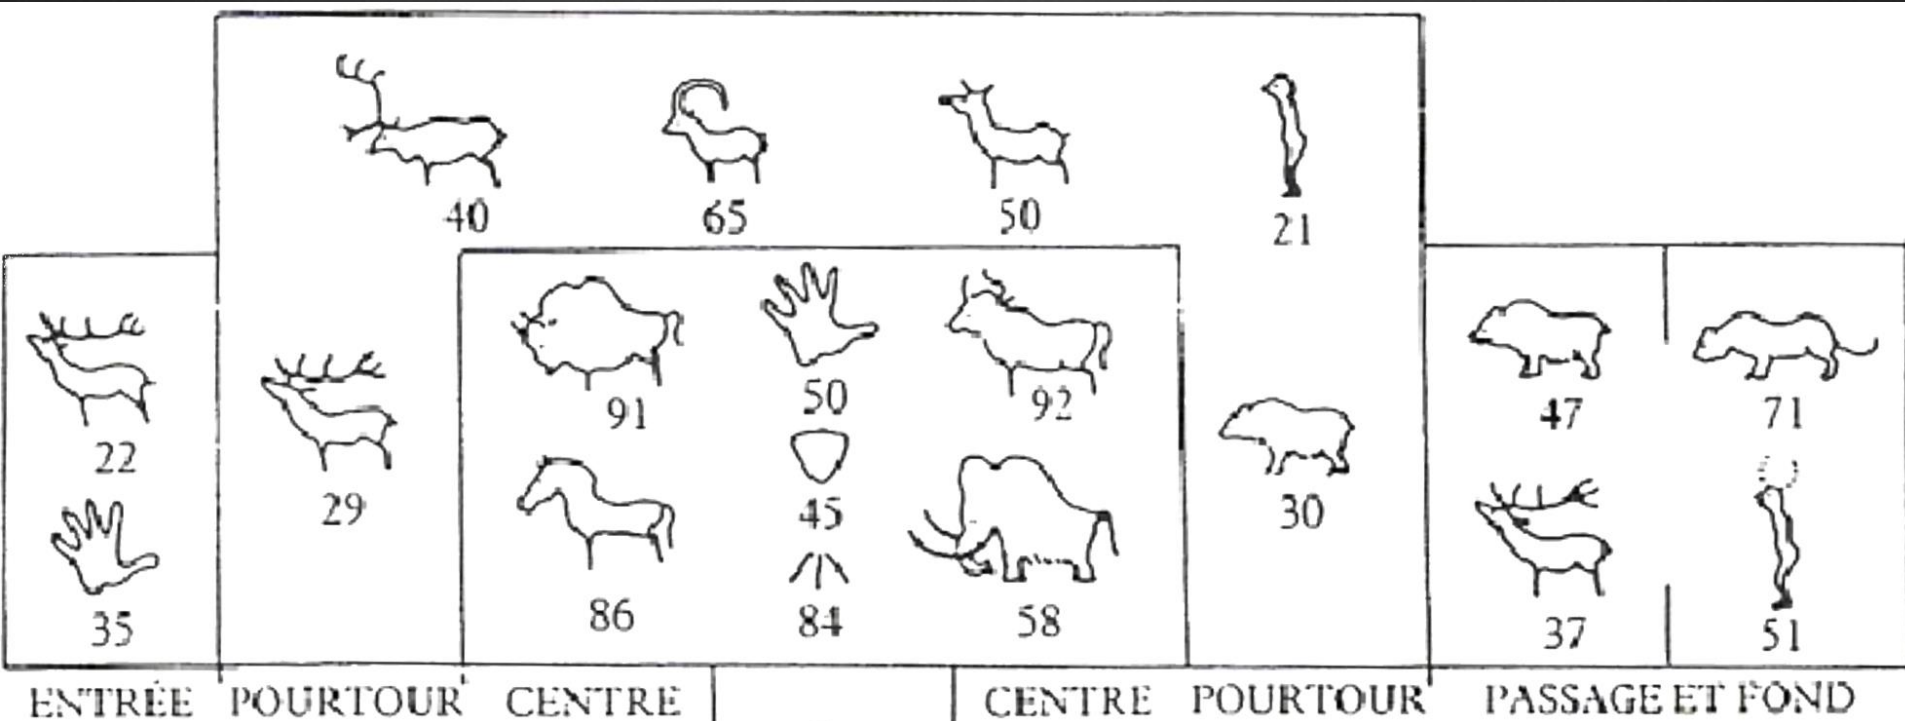 40 65 50 21
91 50 92
22 29 47 71
45 30
35 86 84 58 37 51
ENTRÉE POURTOUR CENTRE CENTRE POURTOUR PASSAGE ET FOND